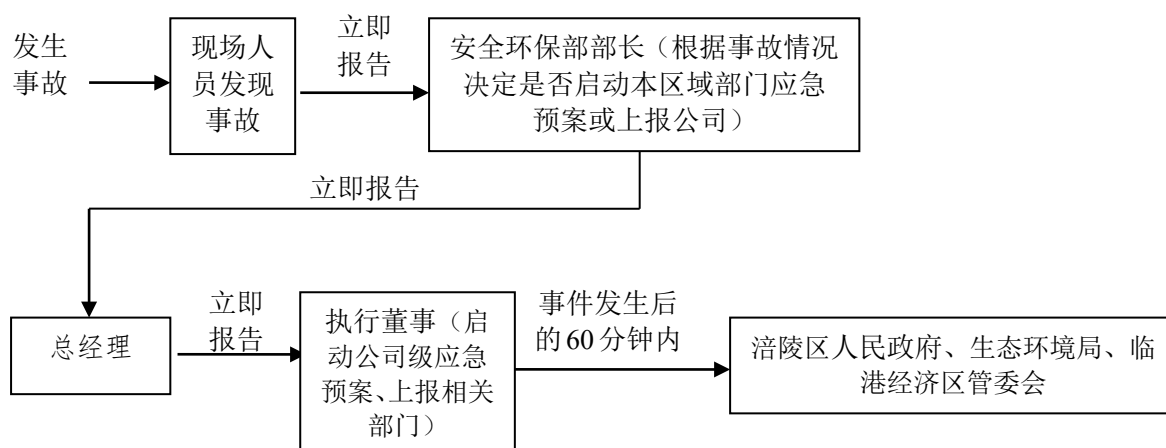 发生
事故
现场人
员发现
事故
立即
报告
安全环保部部长（根据事故情况
决定是否启动本区域部门应急
预案或上报公司）
立即报告
总经理
立即
报告
执行董事（启
动公司级应急
预案、上报相关
部门）
事件发生后
的60分钟内
涪陵区人民政府、生态环境局、临
港经济区管委会